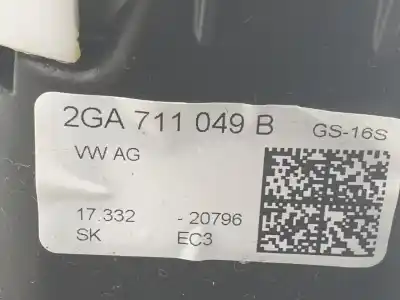 2GA 711 049 B GS-16S
VW AG
17.332 - 20796
SK EC3